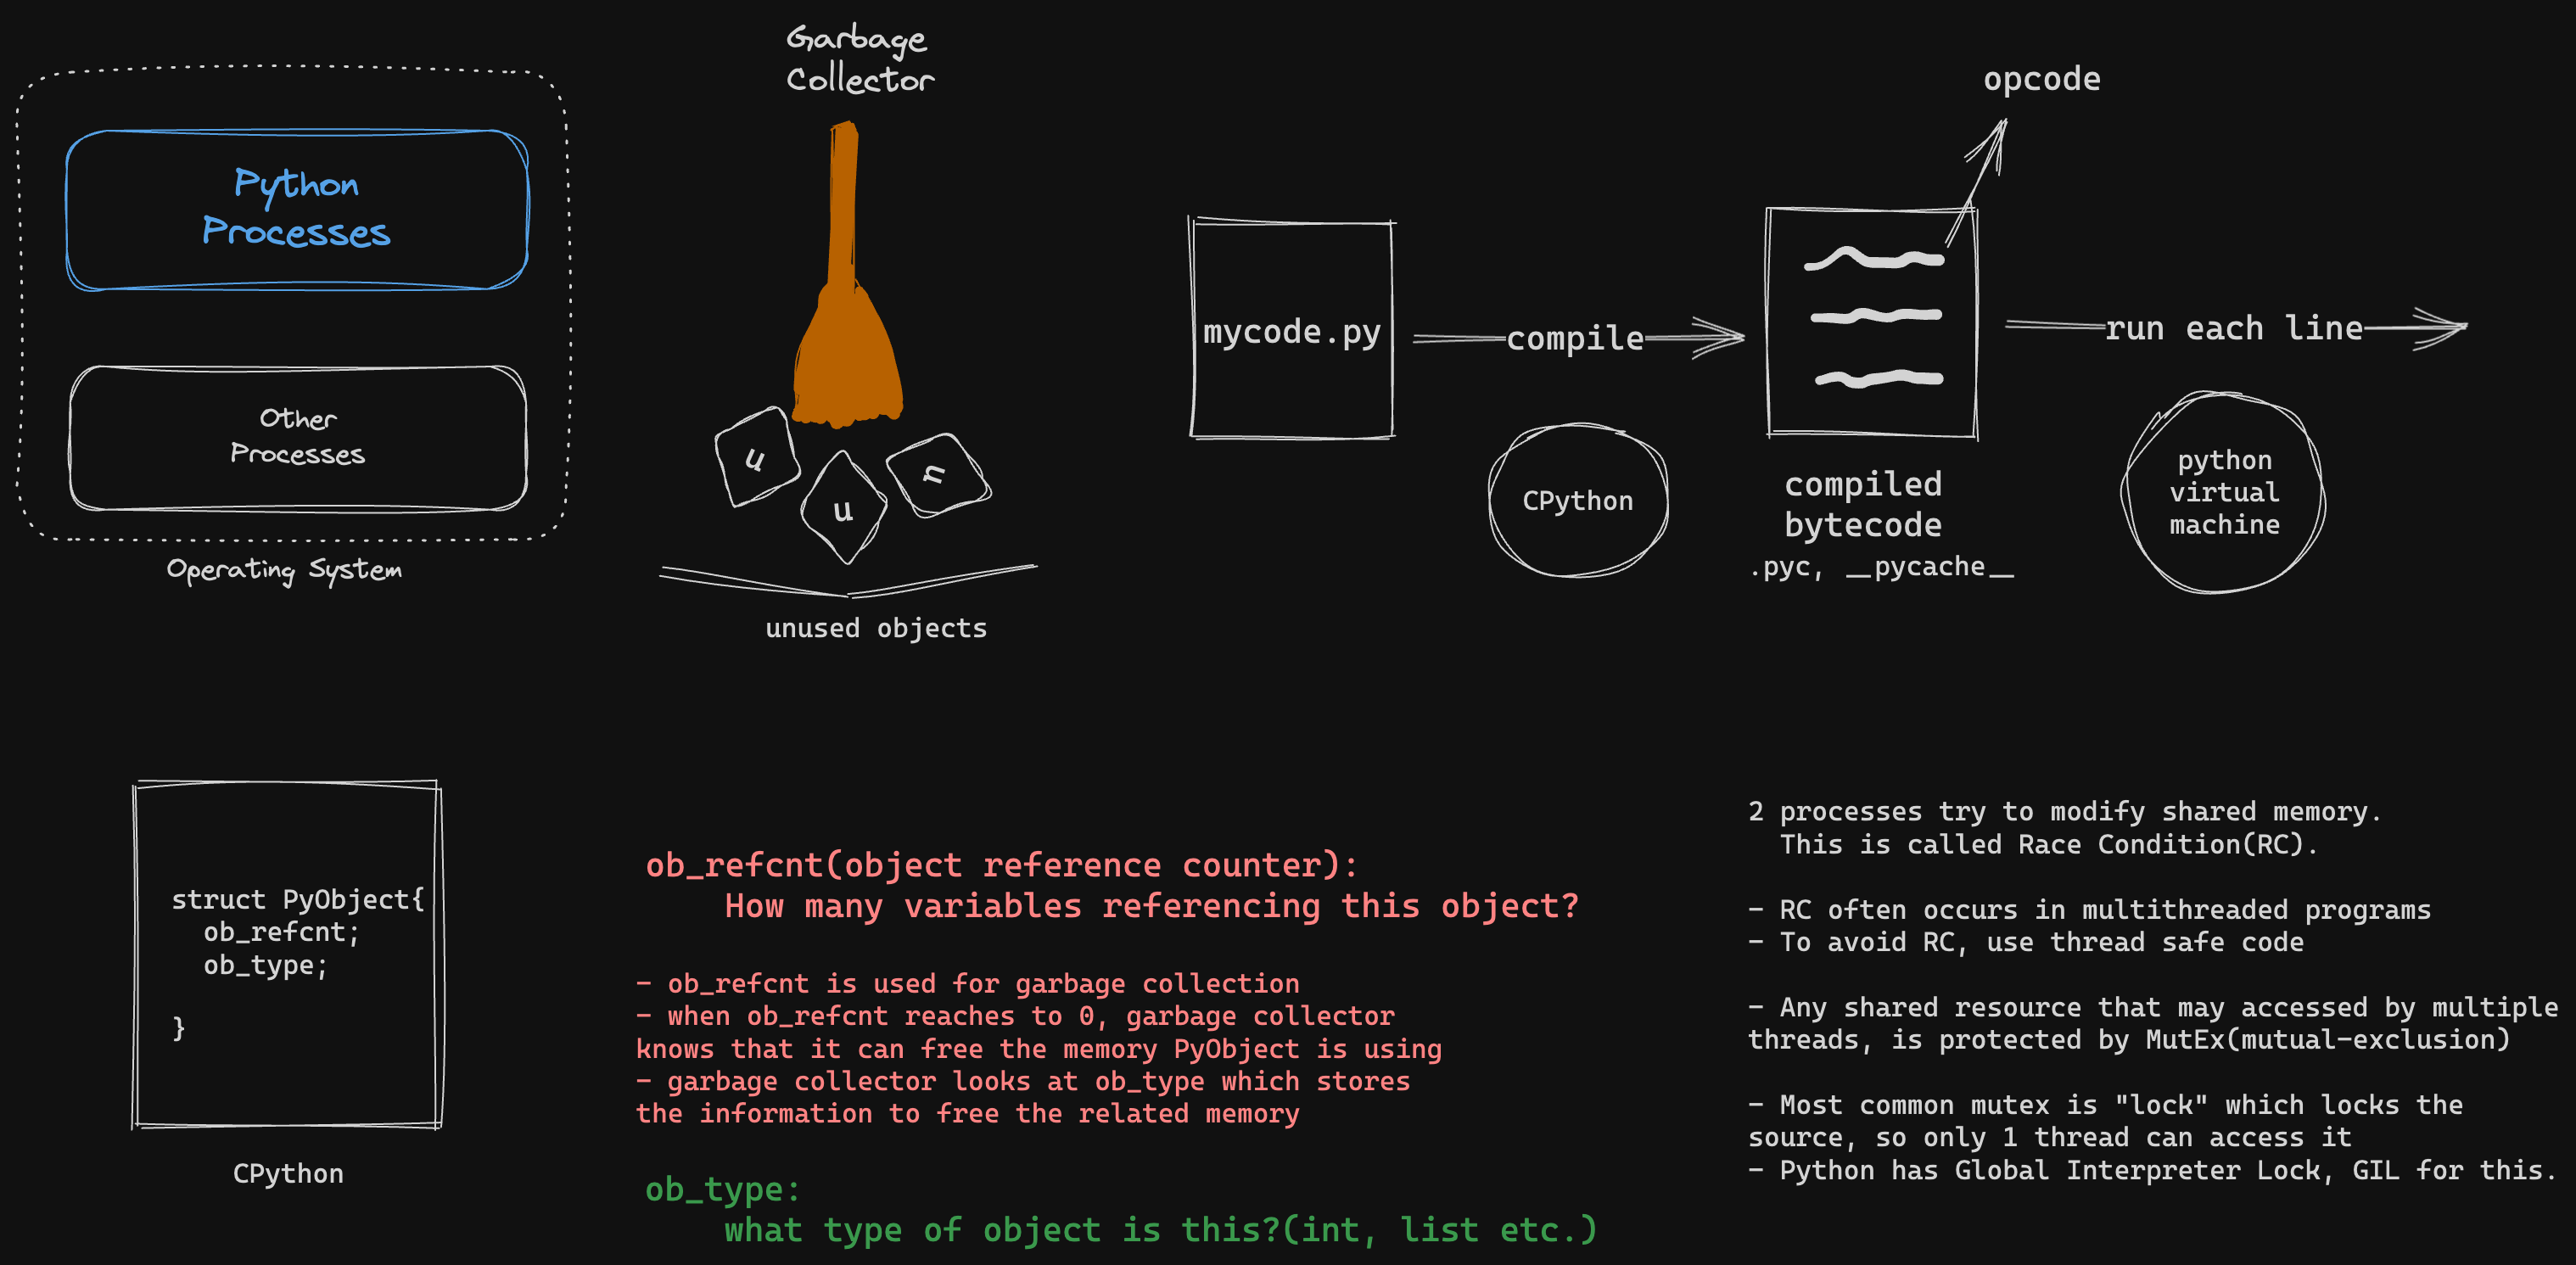 Python
Processes
Other
Processes
Operating System
Garbage
Collector
u
u
u
unused objects
mycode.py
compile
CPython
opcode
compiled
bytecode
.pyc, __pycache__
run each line
python
virtual
machine
struct PyObject{
ob_refcnt;
ob_type;
}
CPython
ob_refcnt(object reference counter):
How many variables referencing this object?
- ob_refcnt is used for garbage collection
- when ob_refcnt reaches to 0, garbage collector
knows that it can free the memory PyObject is using
- garbage collector looks at ob_type which stores
the information to free the related memory
ob_type:
what type of object is this?(int, list etc.)
2 processes try to modify shared memory.
This is called Race Condition(RC).
- RC often occurs in multithreaded programs
- To avoid RC, use thread safe code
- Any shared resource that may accessed by multiple
threads, is protected by MutEx(mutual-exclusion)
- Most common mutex is "lock" which locks the
source, so only 1 thread can access it
- Python has Global Interpreter Lock, GIL for this.